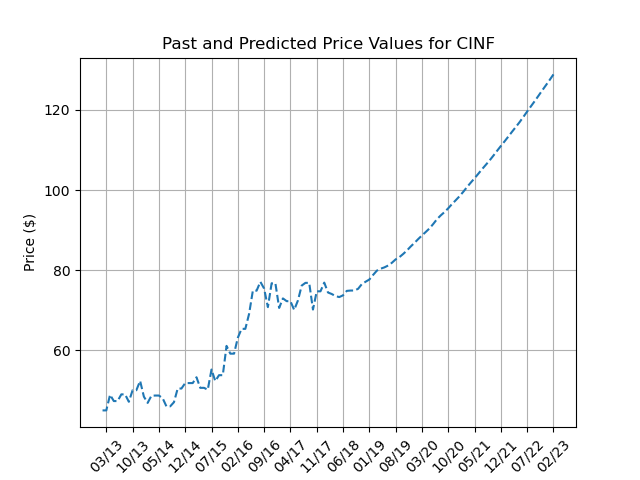 Past and Predicted Price Values for CINF
Price ($)
120
100
80
60
03/13 10/13 05/14 12/14 07/15 02/16 09/16 04/17 11/17 06/18 01/19 08/19 03/20 10/20 05/21 12/21 07/22 02/23